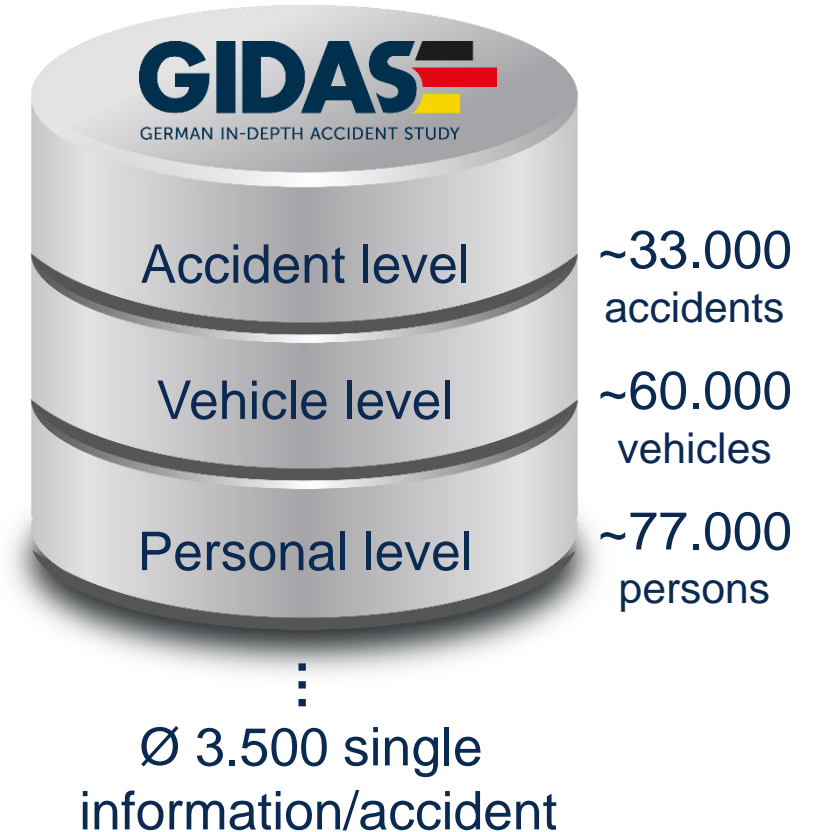 GIDAS
GERMAN IN-DEPTH ACCIDENT STUDY
Accident level
~33.000
accidents
Vehicle level
~60.000
vehicles
Personal level
~77.000
persons
⋮
Ø 3.500 single
information/accident